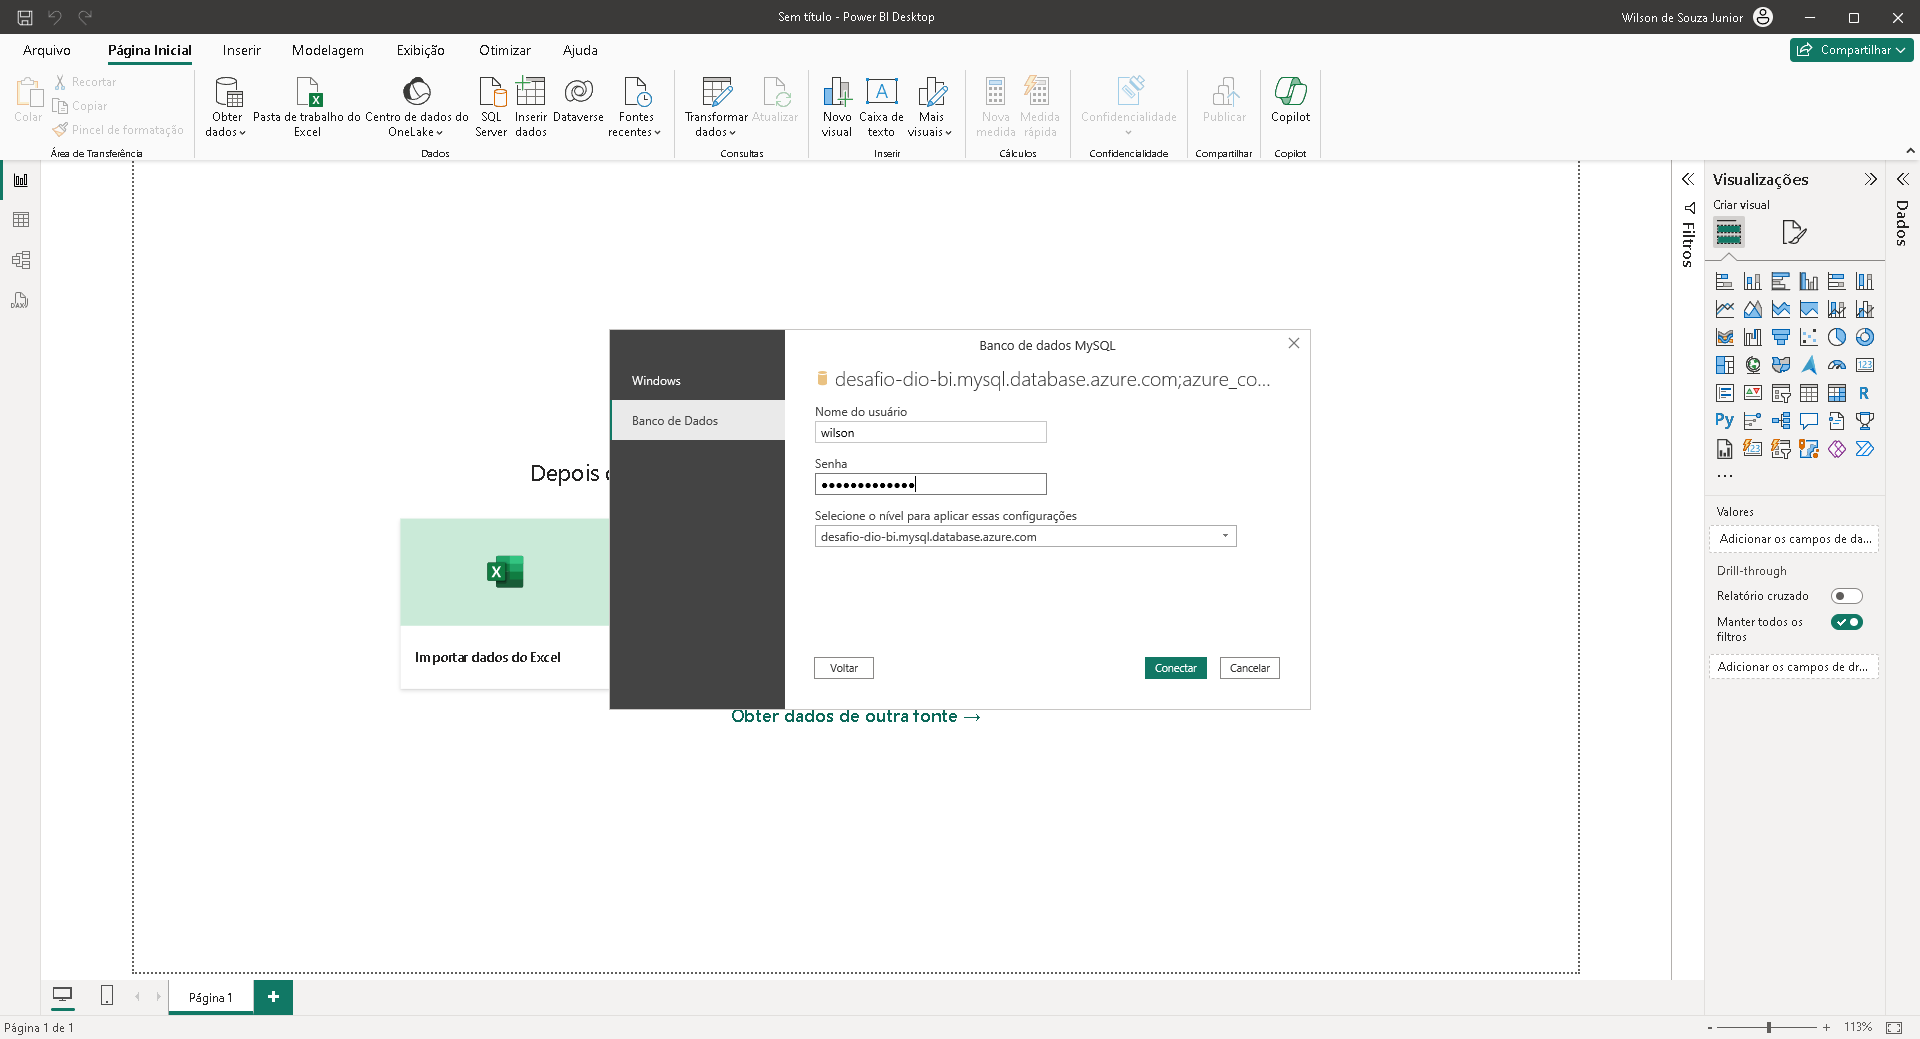 Sem título - Power BI Desktop
Wilson de Souza Junior
Arquivo
Página Inicial
Inserir
Modelagem
Exibição
Otimizar
Ajuda
Compartilhar
Colar
Recortar
Copiar
Pincel de formatação
Área de Transferência
Obter dados
Pasta de trabalho do Excel
Centro de dados do OneLake
SQL Server
Inserir dados
Dataverse
Fontes recentes
Dados
Transformar dados
Atualizar
Consultas
Novo visual
Caixa de texto
Mais visuais
Inserir
Nova medida
Medida rápida
Cálculos
Confidencialidade
Confidencialidade
Publicar
Compartilhar
Copilot
Copilot
DAX
Depois c
Importar dados do Excel
Obter dados de outra fonte →
Banco de dados MySQL
Windows
Banco de Dados
desafio-dio-bi.mysql.database.azure.com;azure_co...
Nome do usuário
wilson
Senha
•••••••••••••
Selecione o nível para aplicar essas configurações
desafio-dio-bi.mysql.database.azure.com
Voltar
Conectar
Cancelar
Filtros
Visualizações
Criar visual
123
R
Py
123
...
Valores
Adicionar os campos de da...
Drill-through
Relatório cruzado
Manter todos os
filtros
Adicionar os campos de dr...
Dados
Página 1
Página 1 de 1
- + 113%